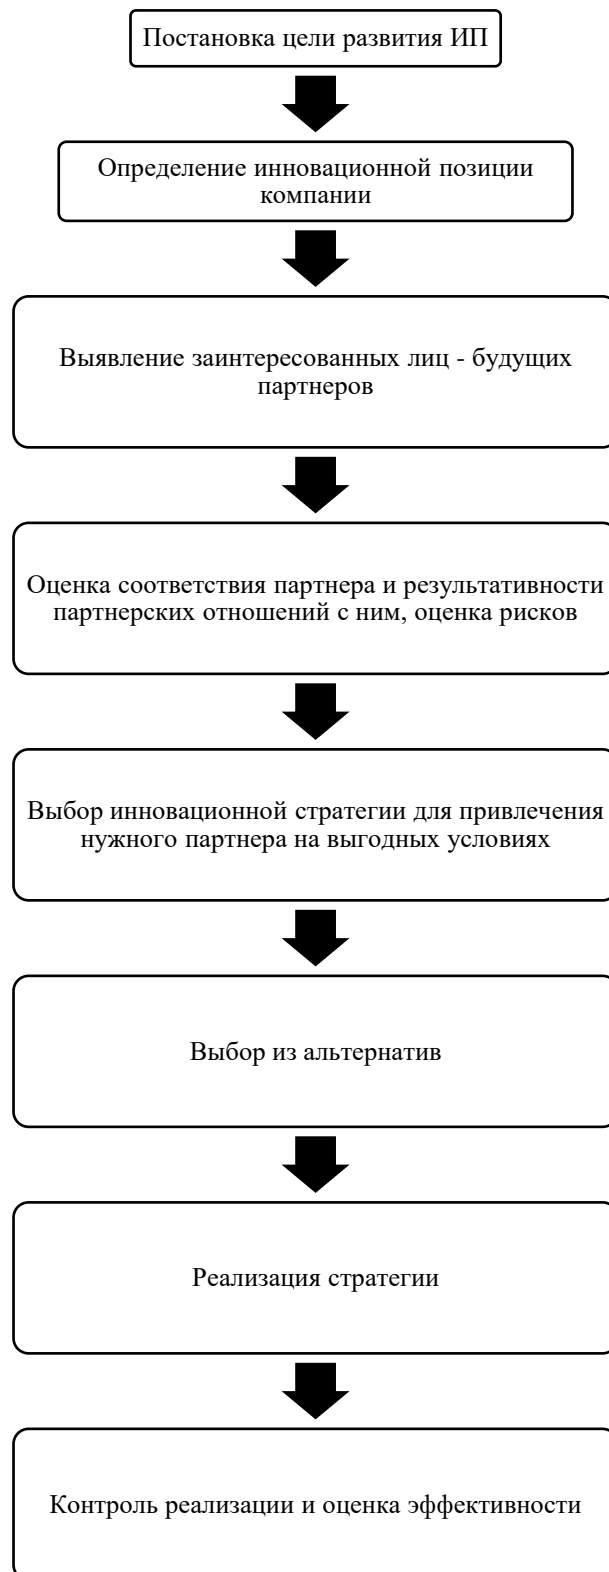 Постановка цели развития ИП
Определение инновационной позиции
компании
Выявление заинтересованных лиц - будущих
партнеров
Оценка соответствия партнера и результативности
партнерских отношений с ним, оценка рисков
Выбор инновационной стратегии для привлечения
нужного партнера на выгодных условиях
Выбор из альтернатив
Реализация стратегии
Контроль реализации и оценка эффективности